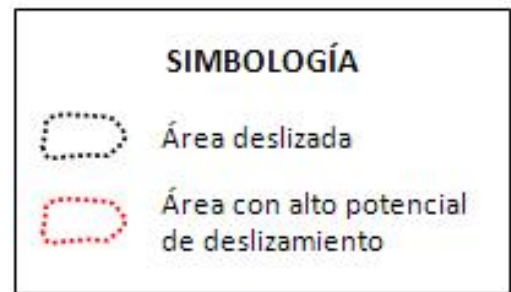 SIMBOLOGÍA
Área deslizada
Área con alto potencial
de deslizamiento